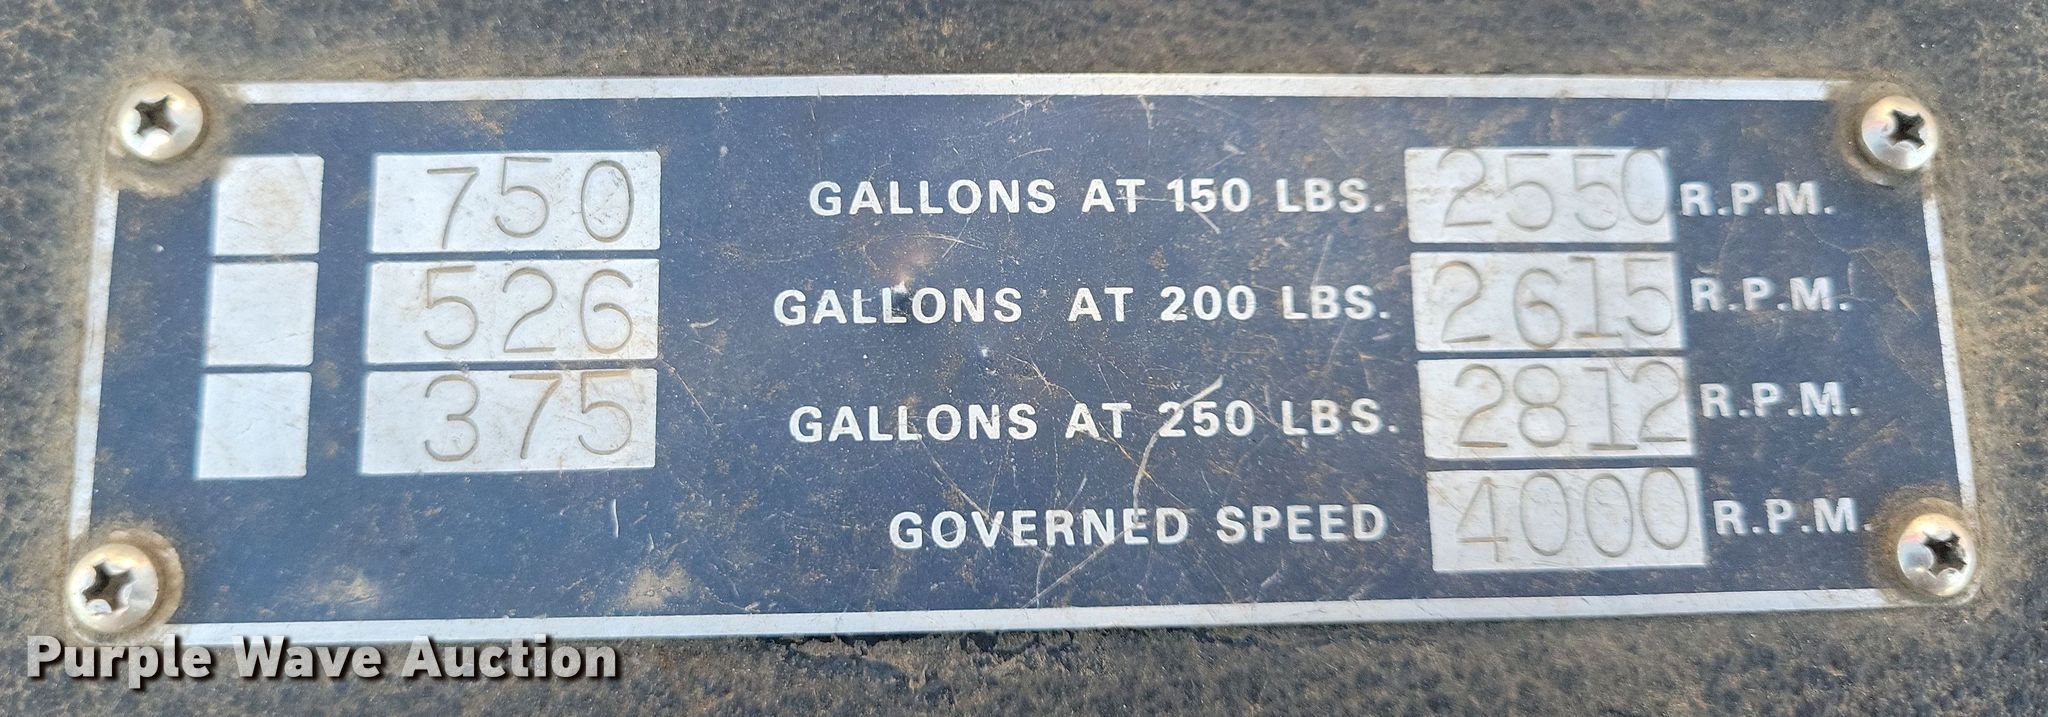 750 GALLONS AT 150 LBS. 2550 R.P.M.
526 GALLONS AT 200 LBS. 2615 R.P.M.
375 GALLONS AT 250 LBS. 2812 R.P.M.
GOVERNED SPEED 4000 R.P.M.
Purple Wave Auction